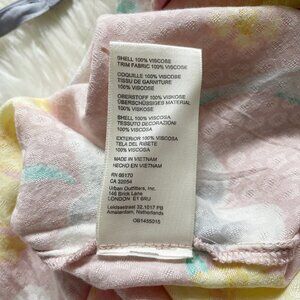 SHELL 100% VISCOSE
TRIM FABRIC 100% VISCOSE
COQUILLE 100% VISCOSE
TISSU DE GARNITURE
100% VISCOSE
OBERSTOFF 100% VISKOSE
ÜBERSCHÜSSIGES MATERIAL
100% VISKOSE
SHELL 100% VISCOSA
TESSUTO DECORAZIONI
100% VISCOSA
EXTERIOR 100% VISCOSA
TELA DEL RIBETE
100% VISCOSA
MADE IN VIETNAM
HECHO EN VIETNAM
RN 66170
CA 32054
Urban Outfitters, Inc.
146 Brick Lane
LONDON E1 6RU
Leidsestraat 32,1017 PB
Amsterdam, Netherlands
OB1455015